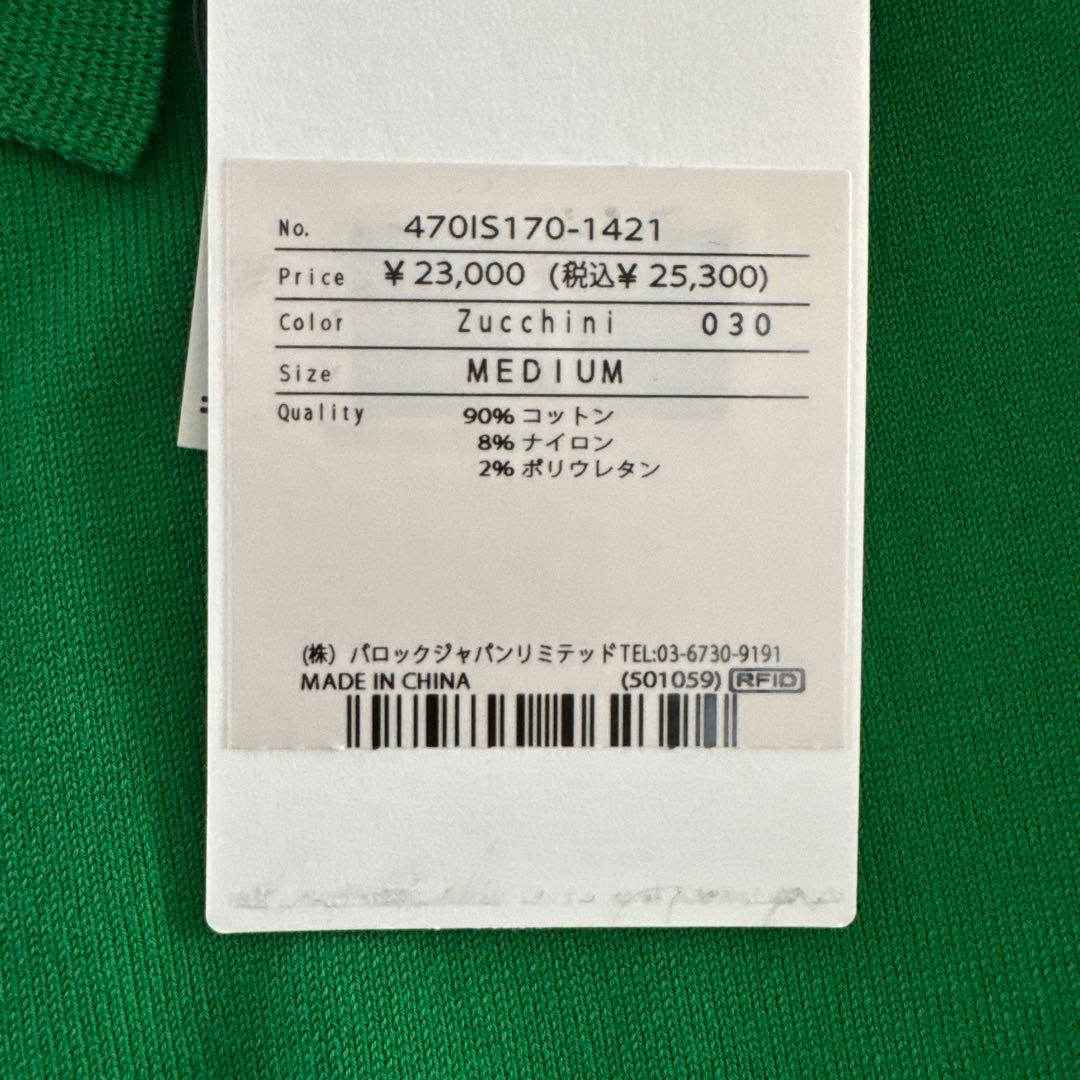 No. 470IS170-1421
Price ¥ 23,000 (税込¥ 25,300)
Color Zucchini 030
Size MEDIUM
Quality 90% コットン
8% ナイロン
2% ポリウレタン
(株) バロックジャパンリミテッドTEL:03-6730-9191
MADE IN CHINA (501059) RFID